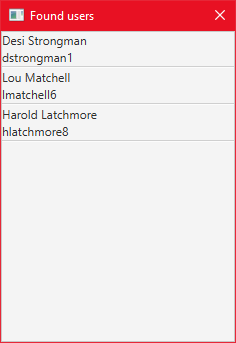 Found users
Desi Strongman
dstrongman1
Lou Matchell
lmatchell6
Harold Latchmore
hlatchmore8